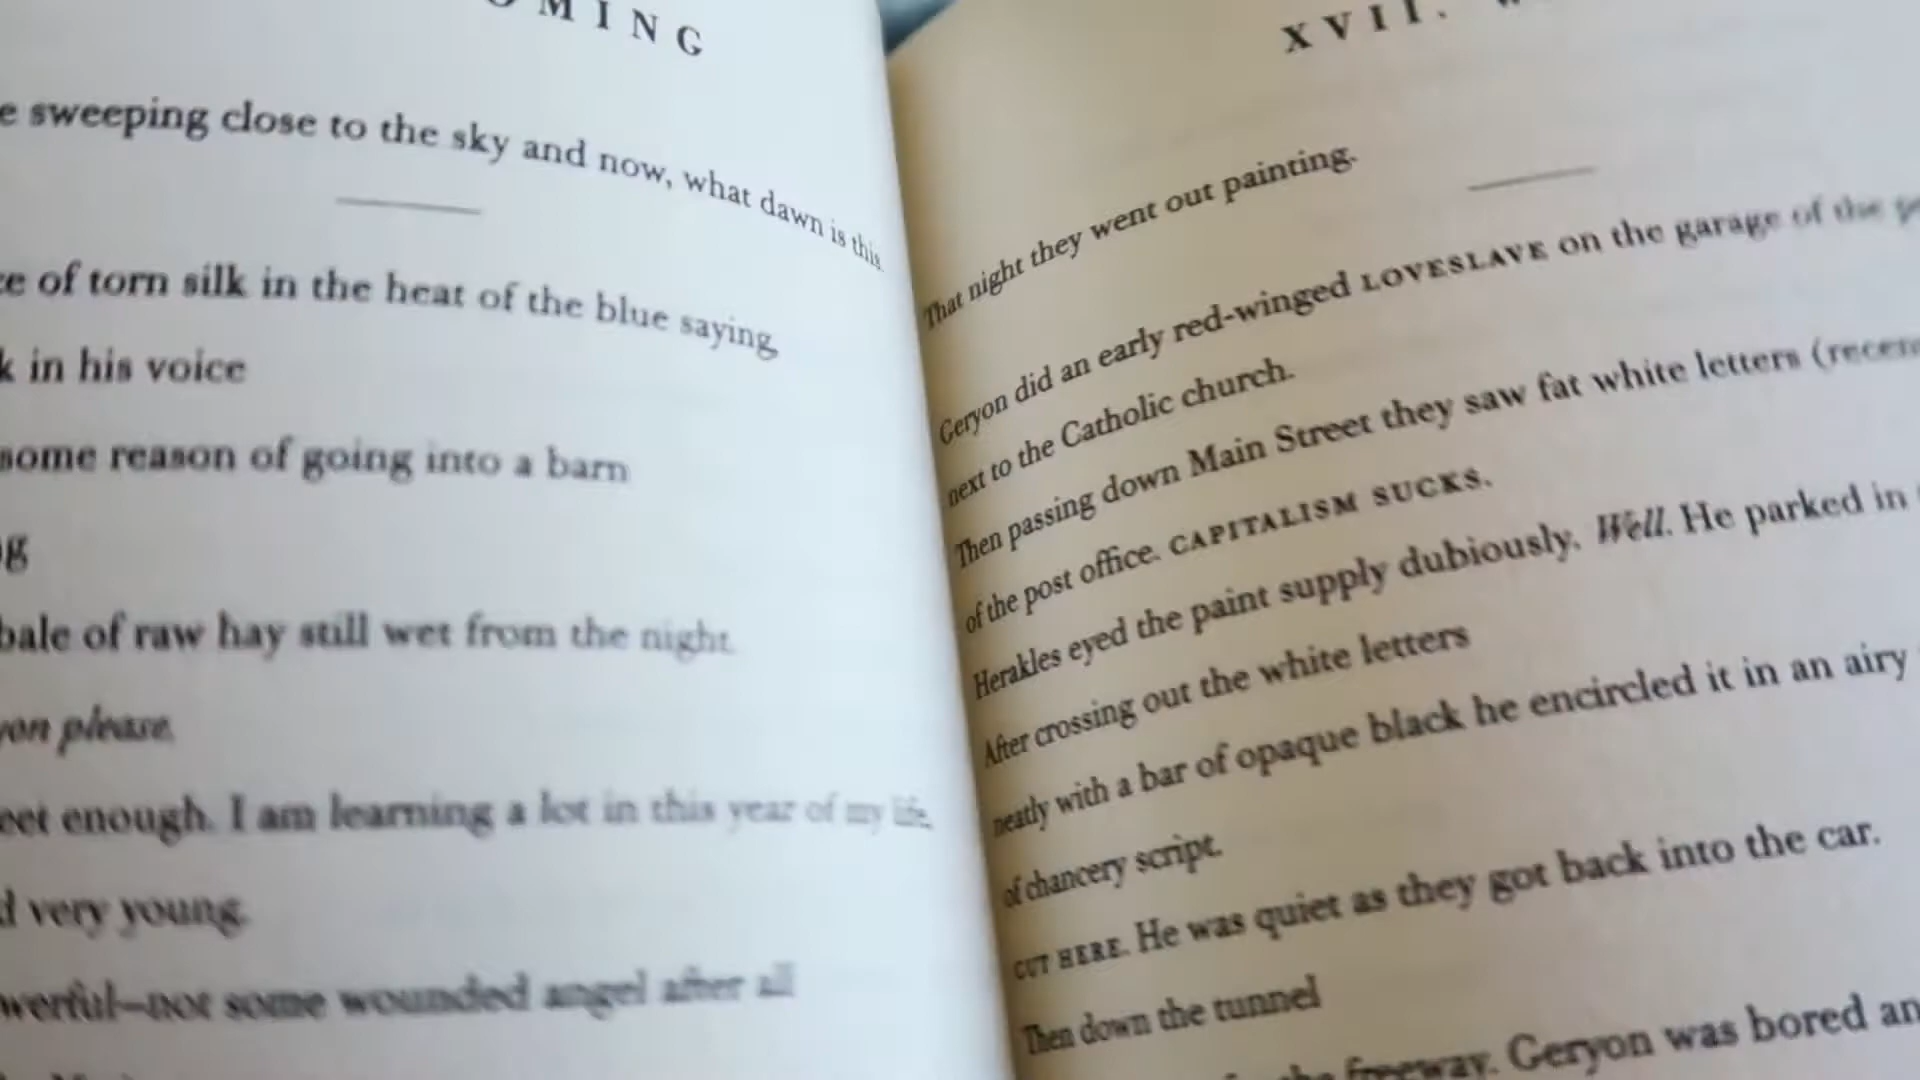 OMING
e sweeping close to the sky and now, what dawn is this.
ce of torn silk in the heat of the blue saying,
k in his voice
some reason of going into a barn
g
bale of raw hay still wet from the night.
yon please.
eet enough. I am learning a lot in this year of my life.
d very young.
werful—not some wounded angel after all
XVII.
That night they went out painting.
Geryon did an early red-winged LOVESLAVE on the garage of the
next to the Catholic church.
Then passing down Main Street they saw fat white letters (recen
of the post office. CAPITALISM SUCKS.
Herakles eyed the paint supply dubiously. Well. He parked in
After crossing out the white letters
neatly with a bar of opaque black he encircled it in an airy
of chancery script.
CUT HERE. He was quiet as they got back into the car.
Then down the tunnel
the freeway. Geryon was bored an